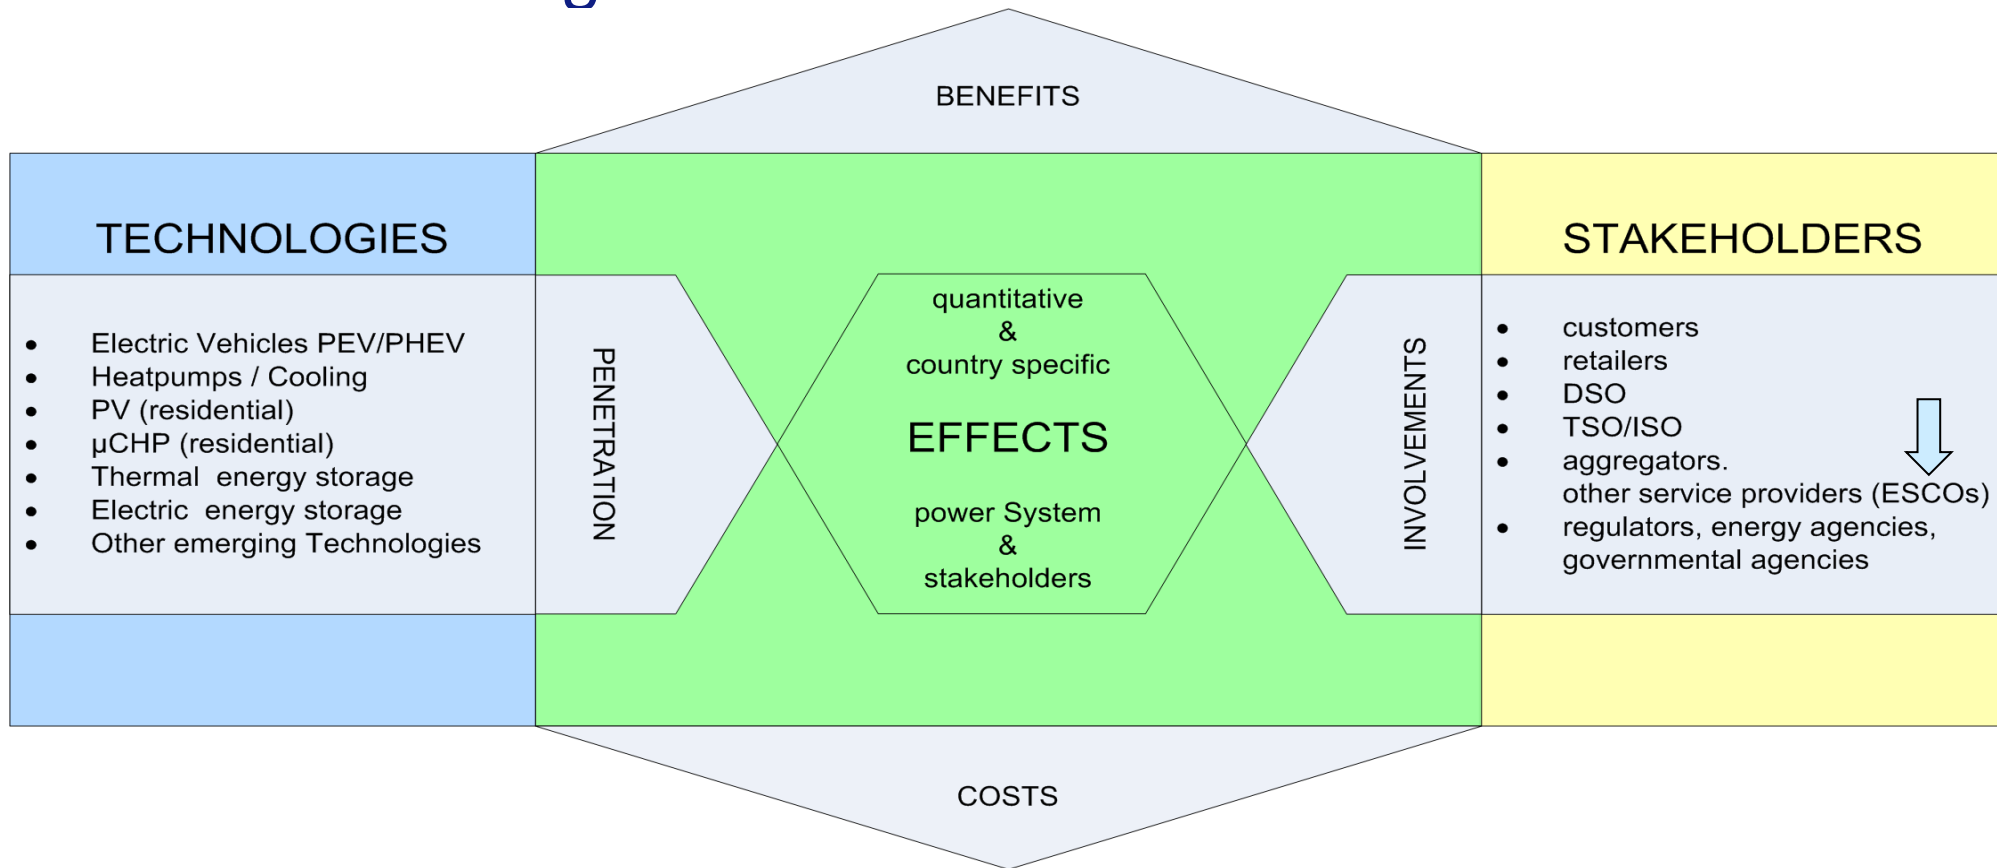 g
BENEFITS
TECHNOLOGIES
• Electric Vehicles PEV/PHEV
• Heatpumps / Cooling
• PV (residential)
• µCHP (residential)
• Thermal energy storage
• Electric energy storage
• Other emerging Technologies
PENETRATION
quantitative
&
country specific
EFFECTS
power System
&
stakeholders
INVOLVEMENTS
STAKEHOLDERS
• customers
• retailers
• DSO
• TSO/ISO
• aggregators.
other service providers (ESCOs)
• regulators, energy agencies,
governmental agencies
COSTS